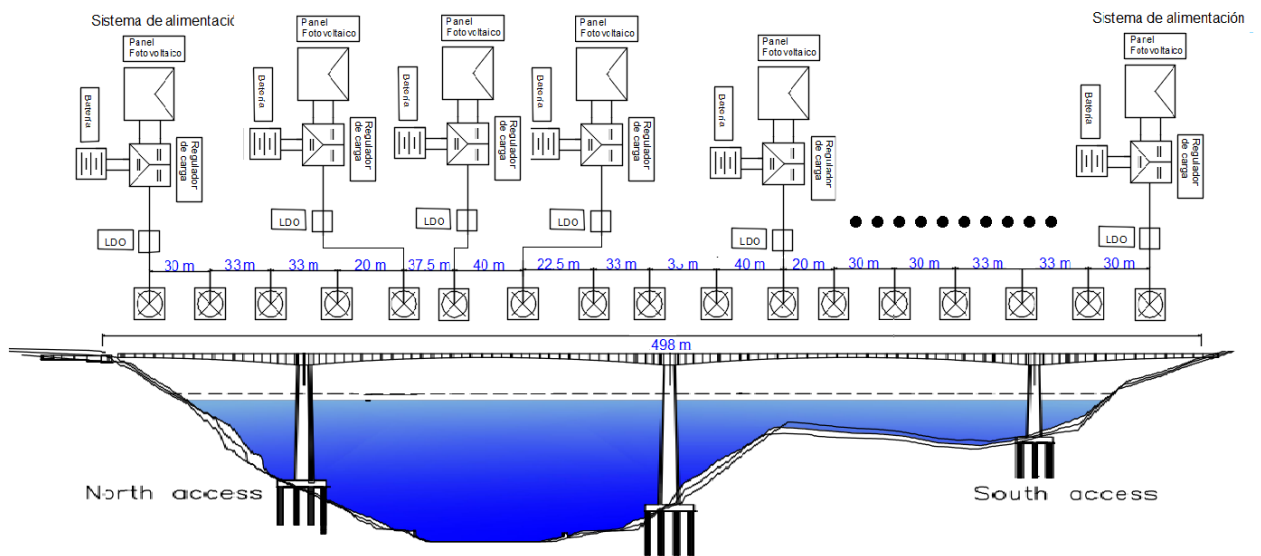 Sistema de alimentació
Sistema de alimentación
Panel
Fotovoltaico
Panel
Fotovoltaico
Panel
Fotovoltaico
Panel
Fotovoltaico
Panel
Fotovoltaico
Panel
Fotovoltaico
Batería
Batería
Batería
Batería
Batería
Batería
Regulador
de carga
Regulador
de carga
Regulador
de carga
Regulador
de carga
Regulador
de carga
Regulador
de carga
LDO
LDO
LDO
LDO
LDO
LDO
30 m
33 m
33 m
20 m
37.5 m
40 m
22.5 m
33 m
40 m
20 m
30 m
30 m
33 m
33 m
30 m
498 m
North access
South access